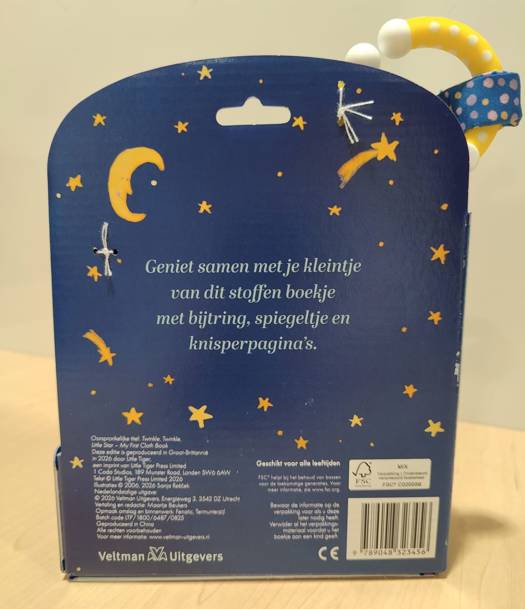 Geniet samen met je kleintje
van dit stoffen boekje
met bijtring, spiegeltje en
knisperpagina's.
Oorspronkelijke titel: Twinkle, Twinkle,
Little Star – My First Cloth Book
Deze editie is geproduceerd in Groot-Brittannië
in 2026 door Little Tiger,
een imprint van Little Tiger Press Limited
1 Coda Studios, 189 Munster Road, Londen SW6 6AW
Tekst © Little Tiger Press Limited
Illustraties © 2006, 2026 Sanja Rešček
Nederlandstalige uitgave:
© 2026 Veltman Uitgevers, Energieweg 3, 3542 DZ Utrecht
Vertaling en redactie: Maartje Beukers
Opmaak omslag en binnenwerk: Fenatic, Termunterzijl
Batch code LTP/1800/6487/0825
Geproduceerd in China
Alle rechten voorbehouden
Voor meer informatie: www.veltman-uitgevers.nl
Veltman Uitgevers
Geschikt voor alle leeftijden
FSC® helpt bij het behoud van bossen
voor de toekomstige generaties. Voor
meer informatie, zie www.fsc.org.
Bewaar de informatie op de
verpakking voor als u deze
later nodig heeft.
Verwijder al het verpakkings-
materiaal voordat u het
boekje aan een kind geeft.
CE
FSC
MIX
Verpakking | Ondersteunt
verantwoord bosbeheer
FSC® C020056
9 789048 323456